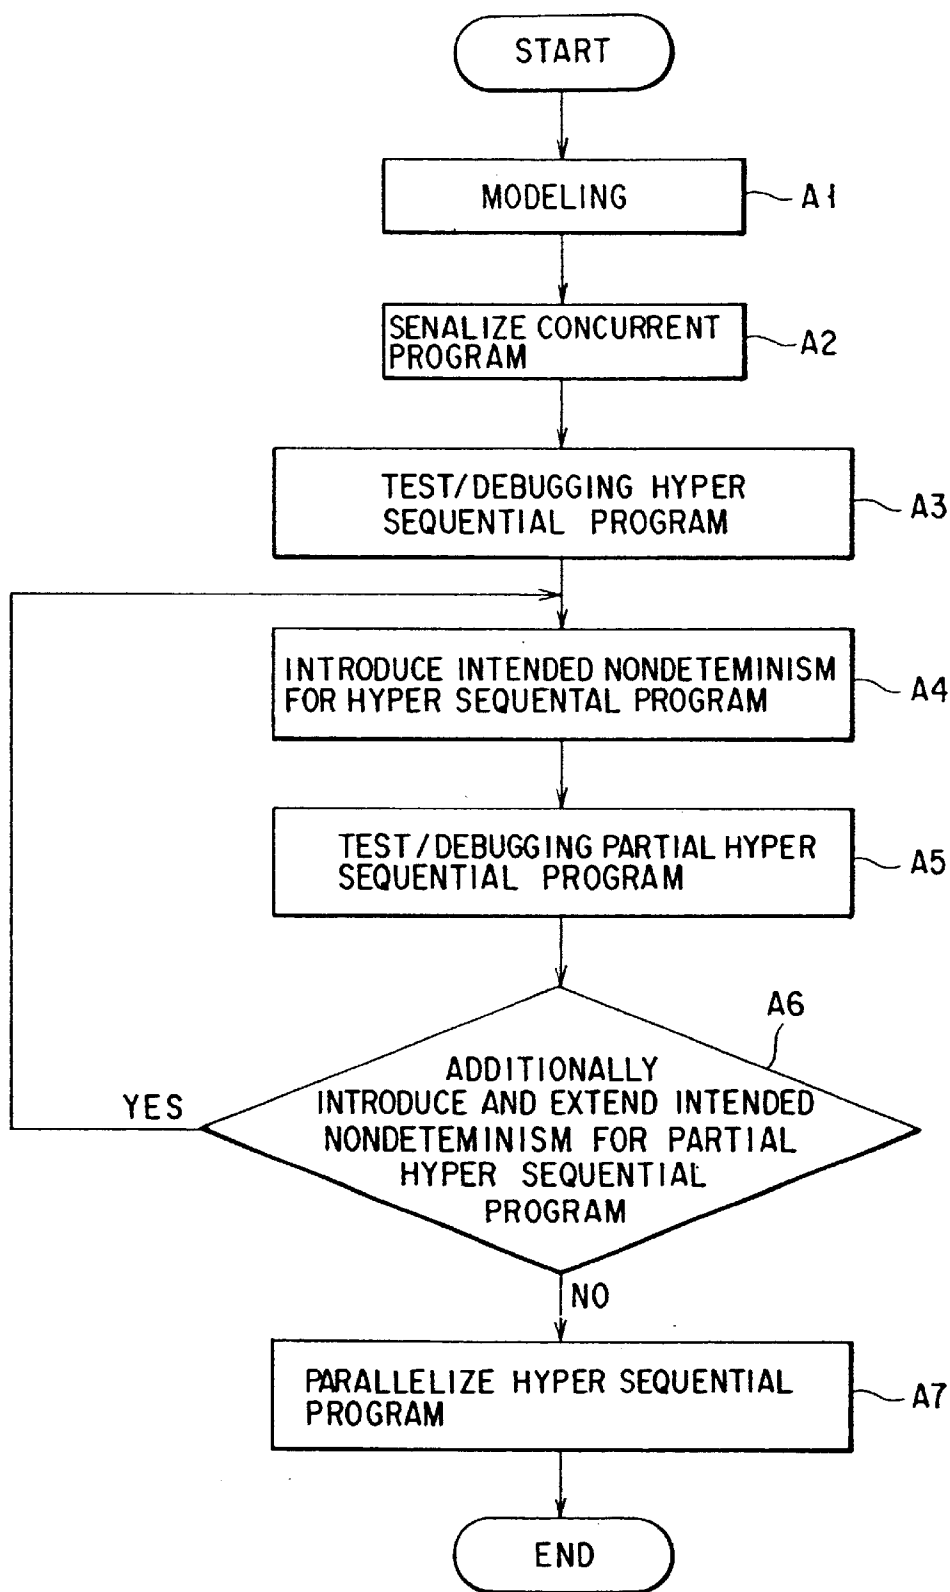 START
MODELING
A1
SENALIZE CONCURRENT
PROGRAM
A2
TEST/DEBUGGING HYPER
SEQUENTIAL PROGRAM
A3
INTRODUCE INTENDED NONDETEMINISM
FOR HYPER SEQUENTAL PROGRAM
A4
TEST/DEBUGGING PARTIAL HYPER
SEQUENTIAL PROGRAM
A5
A6
ADDITIONALLY
INTRODUCE AND EXTEND INTENDED
NONDETEMINISM FOR PARTIAL
HYPER SEQUENTIAL
PROGRAM
YES
NO
PARALLELIZE HYPER SEQUENTIAL
PROGRAM
A7
END